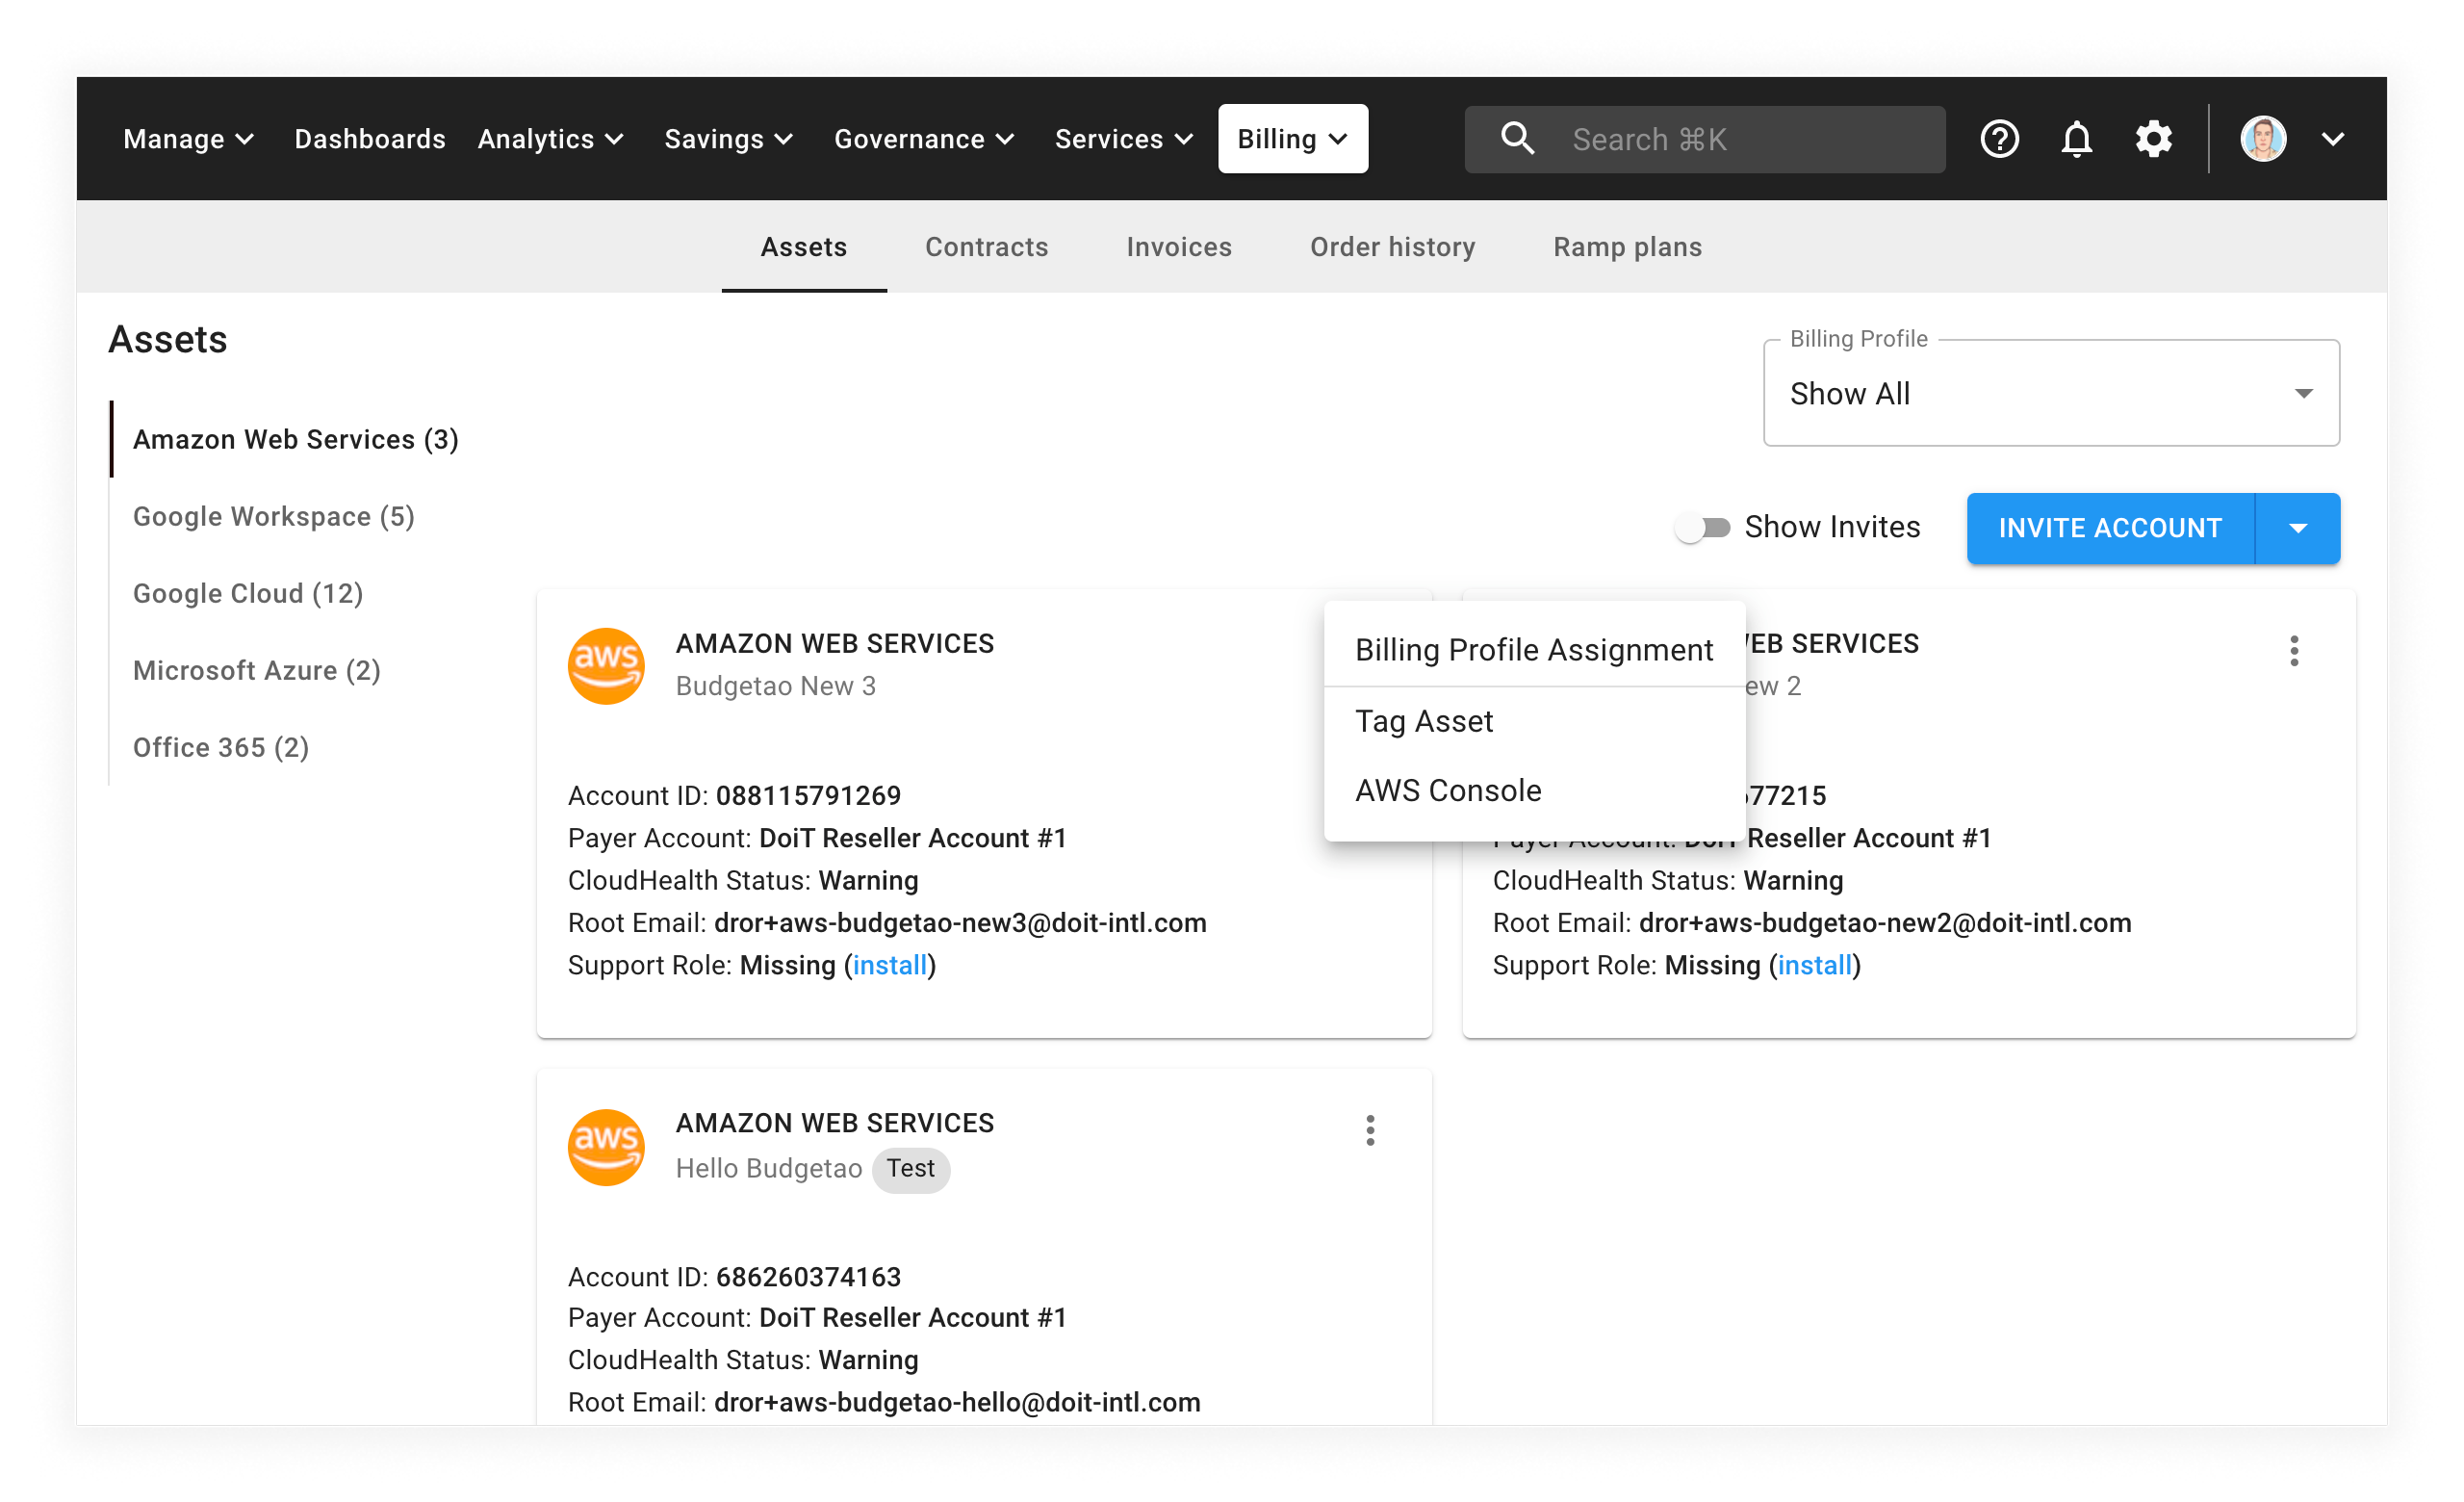 Manage Dashboards Analytics Savings Governance Services Billing Search ⌘K
Assets Contracts Invoices Order history Ramp plans
Assets
Billing Profile
Show All
Amazon Web Services (3)
Google Workspace (5)
Google Cloud (12)
Microsoft Azure (2)
Office 365 (2)
Show Invites
INVITE ACCOUNT
aws
AMAZON WEB SERVICES
Budgetao New 3
Account ID: 088115791269
Payer Account: DoiT Reseller Account #1
CloudHealth Status: Warning
Root Email: dror+aws-budgetao-new3@doit-intl.com
Support Role: Missing (install)
Billing Profile Assignment
Tag Asset
AWS Console
EB SERVICES
ew 2
77215
Payer Account: DoiT Reseller Account #1
CloudHealth Status: Warning
Root Email: dror+aws-budgetao-new2@doit-intl.com
Support Role: Missing (install)
aws
AMAZON WEB SERVICES
Hello Budgetao Test
Account ID: 686260374163
Payer Account: DoiT Reseller Account #1
CloudHealth Status: Warning
Root Email: dror+aws-budgetao-hello@doit-intl.com